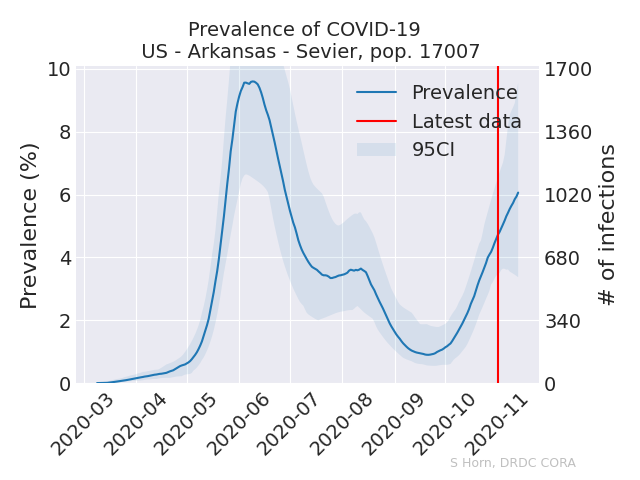 Prevalence of COVID-19
US - Arkansas - Sevier, pop. 17007
Prevalence (%)
10
8
6
4
2
0
1700
1360
1020
680
340
0
# of infections
Prevalence
Latest data
95CI
2020-03
2020-04
2020-05
2020-06
2020-07
2020-08
2020-09
2020-10
2020-11
S Horn, DRDC CORA